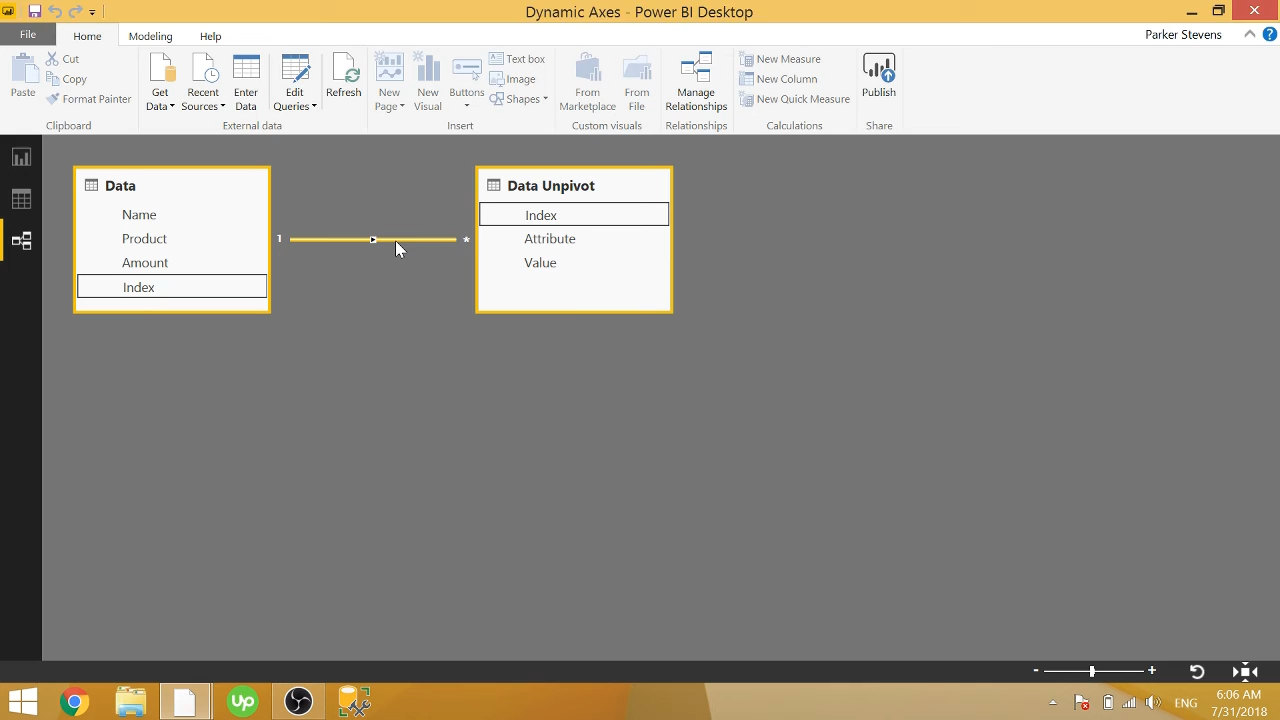 Dynamic Axes - Power BI Desktop
File
Home
Modeling
Help
Parker Stevens
Paste
Cut
Copy
Format Painter
Clipboard
Get Data
Recent Sources
Enter Data
Edit Queries
Refresh
External data
New Page
New Visual
Buttons
Text box
Image
Shapes
Insert
From Marketplace
From File
Custom visuals
Manage Relationships
Relationships
New Measure
New Column
New Quick Measure
Calculations
Publish
Share
Data
Name
Product
Amount
Index
1
*
Data Unpivot
Index
Attribute
Value
- +
Up
ENG
6:06 AM
7/31/2018